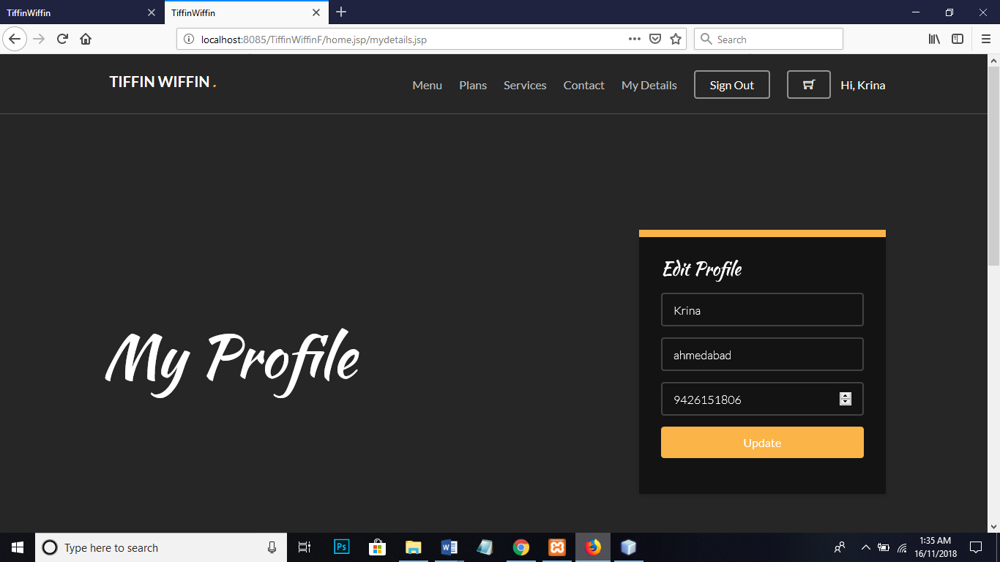 TiffinWiffin
TiffinWiffin
localhost:8085/TiffinWiffinF/home.jsp/mydetails.jsp
Search
TIFFIN WIFFIN .
Menu Plans Services Contact My Details Sign Out Hi, Krina
Edit Profile
Krina
My Profile
ahmedabad
9426151806
Update
Type here to search
Ps
W
1:35 AM
16/11/2018